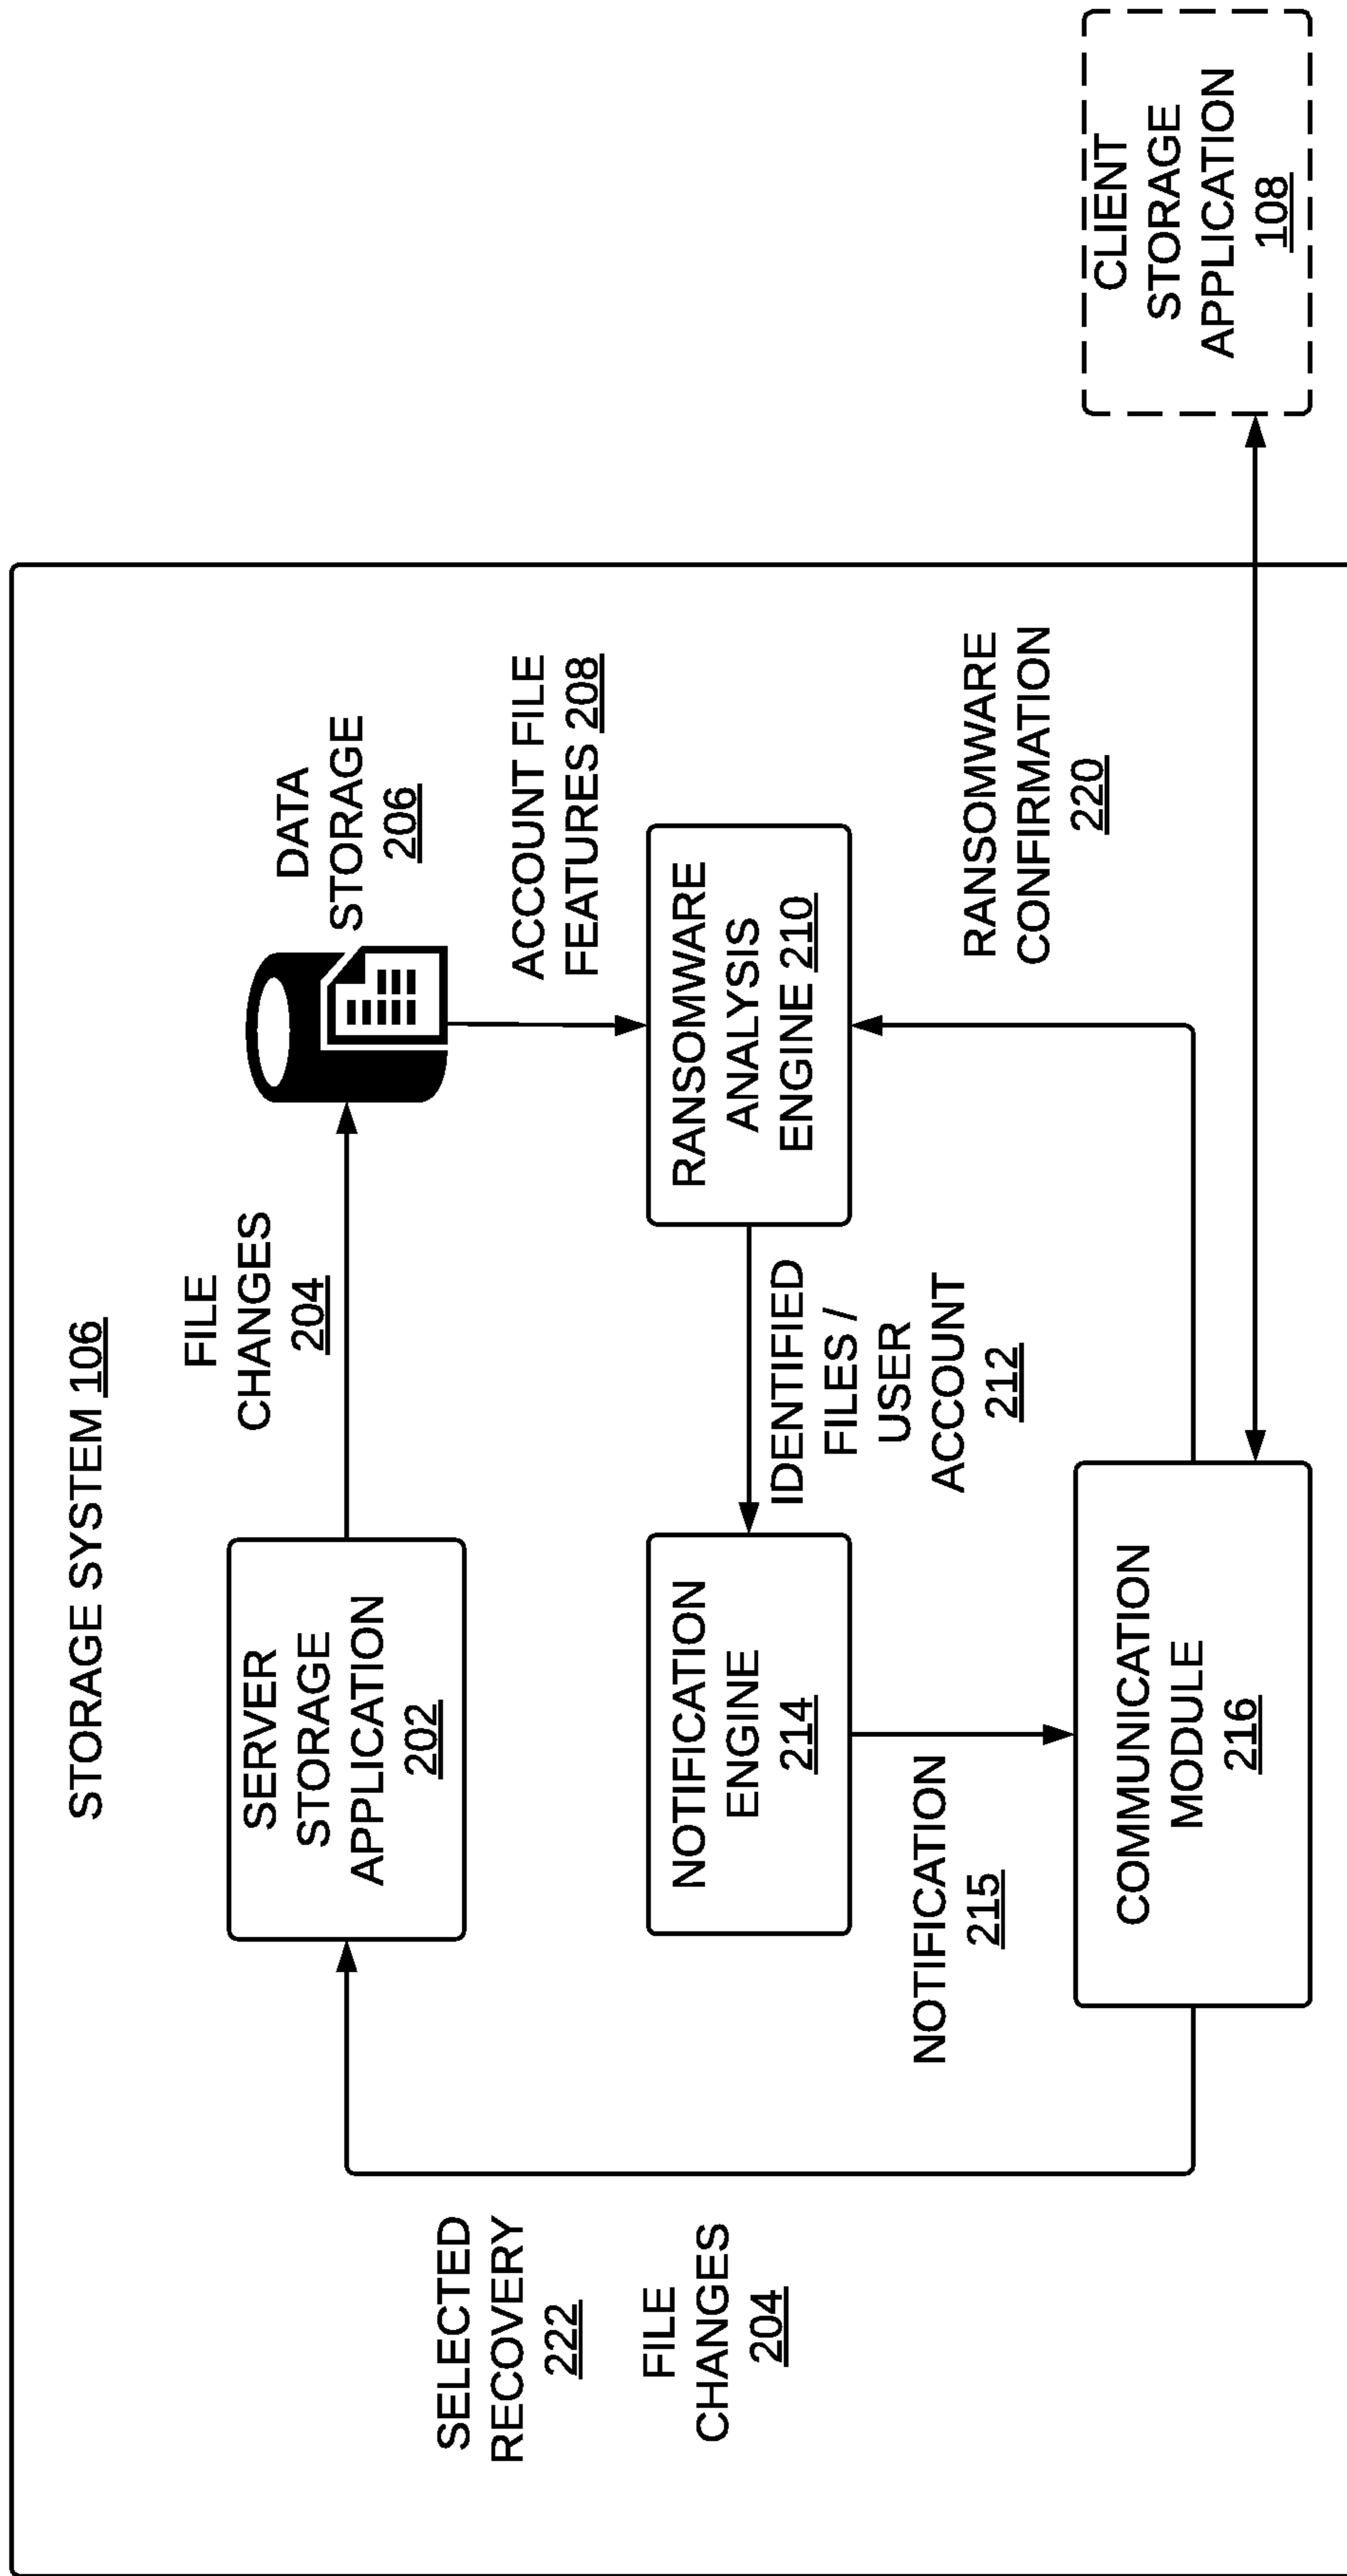 STORAGE SYSTEM 106
SELECTED
RECOVERY
222
FILE
CHANGES
204
SERVER
STORAGE
APPLICATION
202
FILE
CHANGES
204
DATA
STORAGE
206
ACCOUNT FILE
FEATURES 208
NOTIFICATION
ENGINE
214
IDENTIFIED
FILES /
USER
ACCOUNT
212
RANSOMWARE
ANALYSIS
ENGINE 210
NOTIFICATION
215
RANSOMWARE
CONFIRMATION
220
COMMUNICATION
MODULE
216
CLIENT
STORAGE
APPLICATION
108